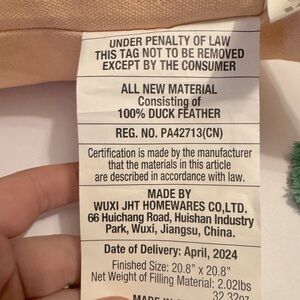 UNDER PENALTY OF LAW
THIS TAG NOT TO BE REMOVED
EXCEPT BY THE CONSUMER
ALL NEW MATERIAL
Consisting of
100% DUCK FEATHER
REG. NO. PA42713(CN)
Certification is made by the manufacturer
that the materials in this article
are described in accordance with law.
MADE BY
WUXI JHT HOMEWARES CO,LTD.
66 Huichang Road, Huishan Industry
Park, Wuxi, Jiangsu, China.
Date of Delivery: April, 2024
Finished Size: 20.8" x 20.8"
Net Weight of Filling Material: 2.02lbs
32.32oz
MADE IN